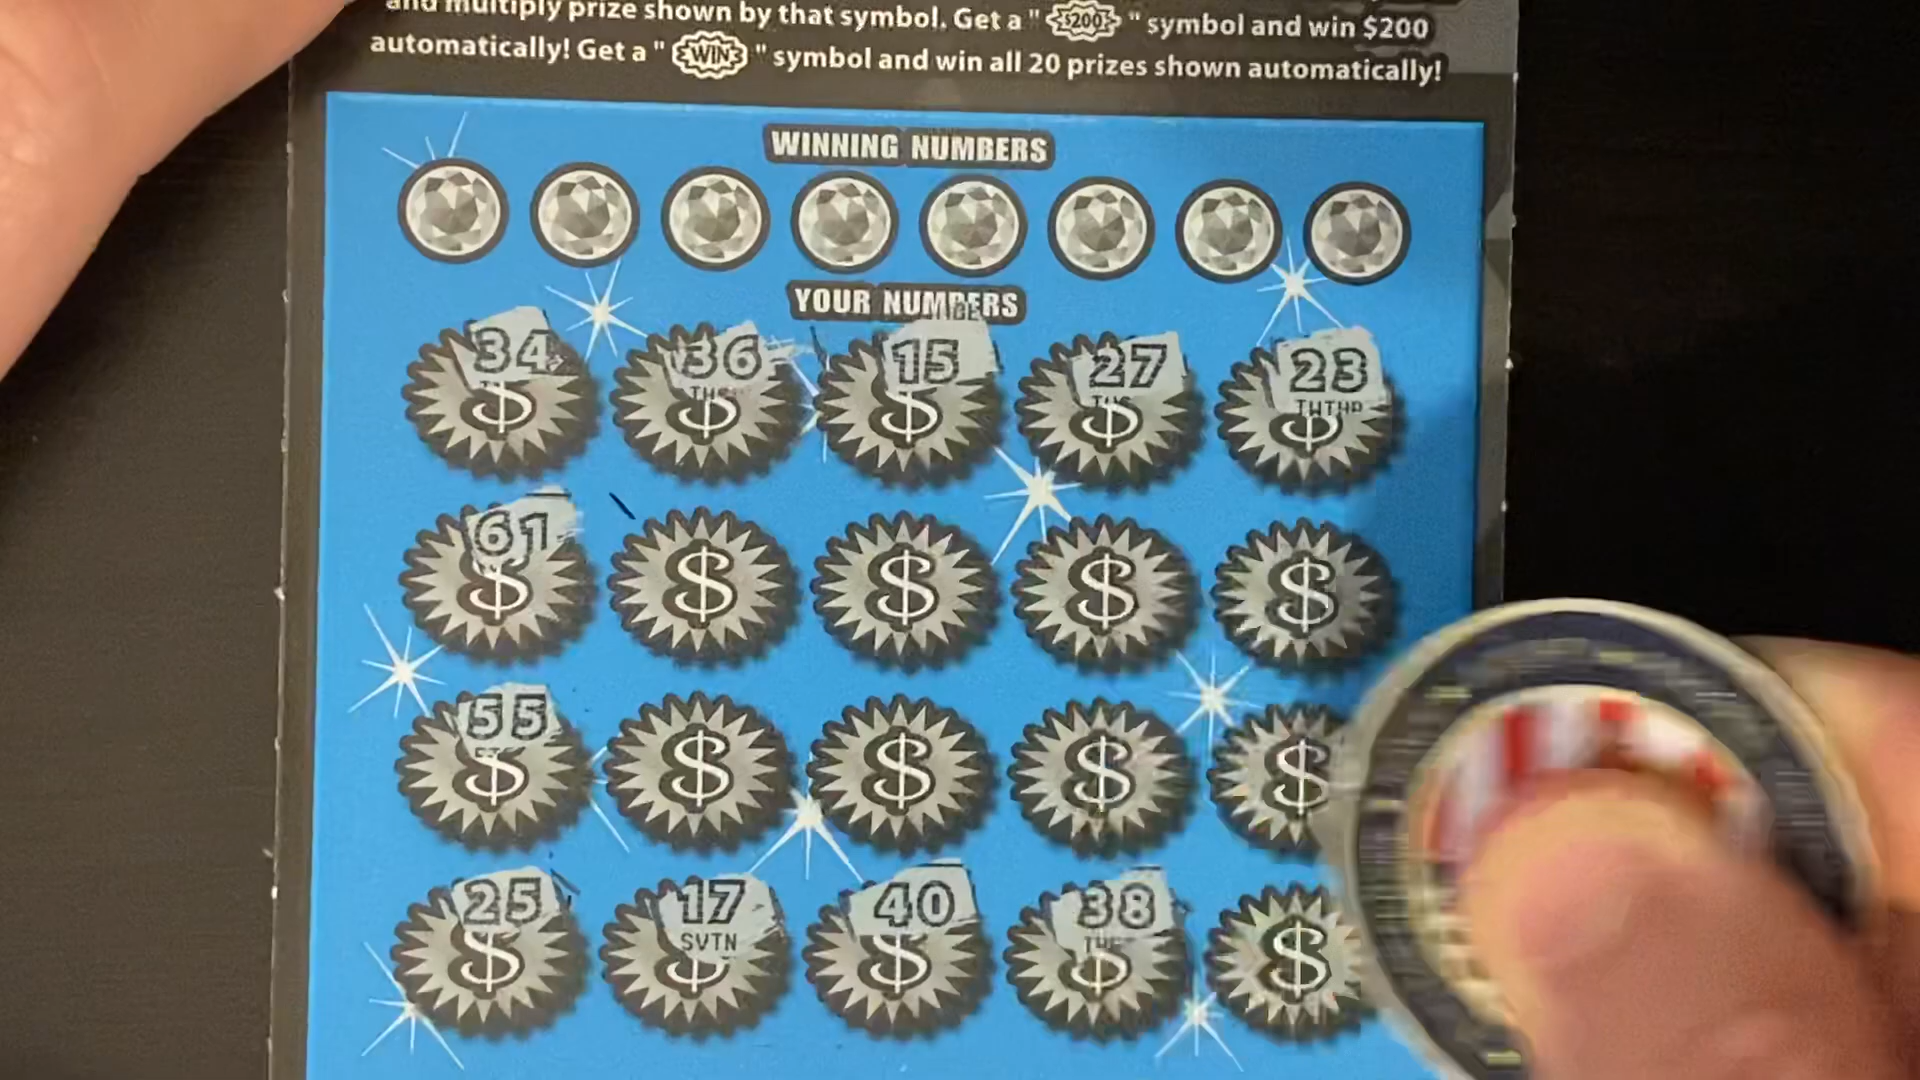 and multiply prize shown by that symbol. Get a " $200 " symbol and win $200
automatically! Get a " WIN " symbol and win all 20 prizes shown automatically!
WINNING NUMBERS
YOUR NUMBERS
34 36 15 27 23
THTHR
$ $ $ $ $
61
$ $ $ $ $
55
$ $ $ $ $
25 17 40 38
SVTN
$ $ $ $ $